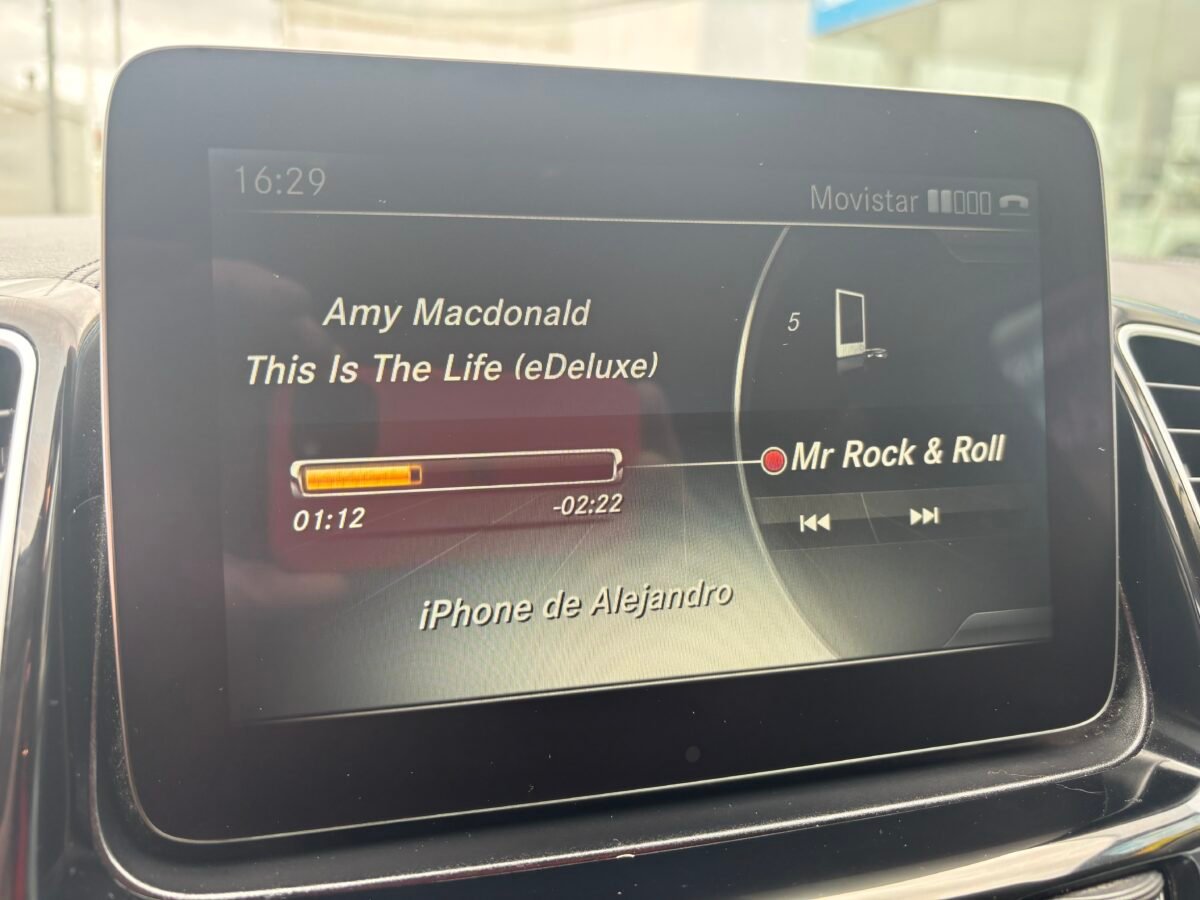 16:29
Movistar
Amy Macdonald
This Is The Life (eDeluxe)
5
Mr Rock & Roll
01:12
-02:22
iPhone de Alejandro